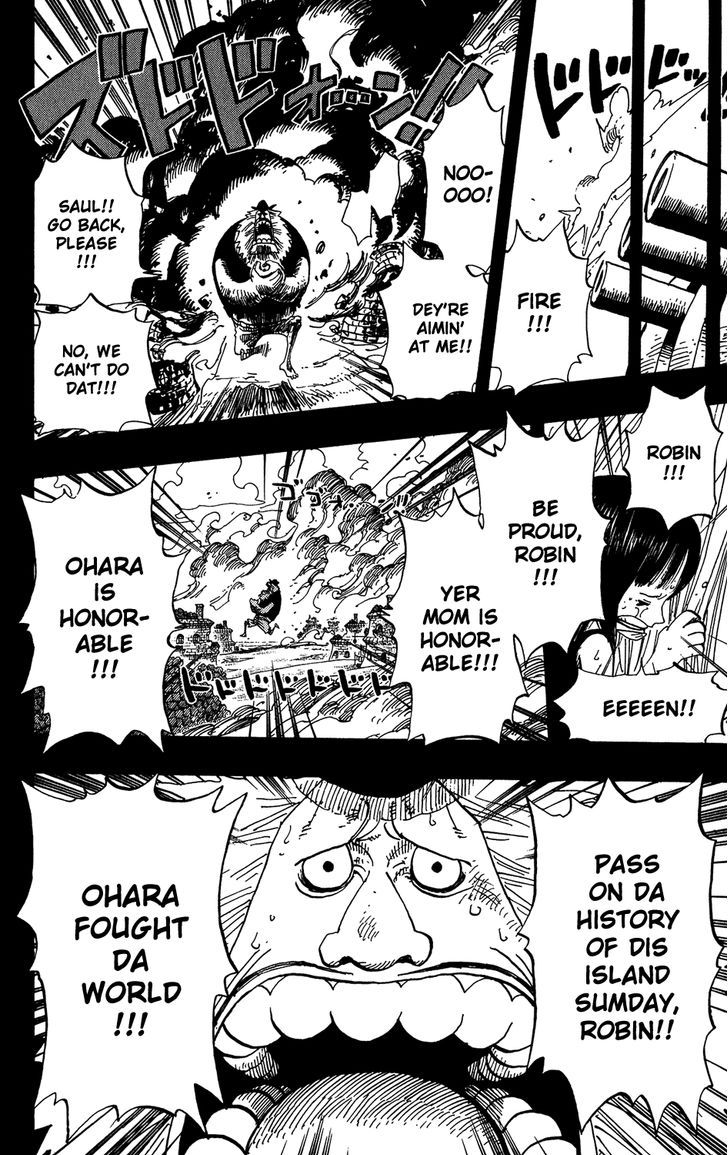 ドドドドッ
FIRE
!!!
ズドドドォォン!!
NOO-
OOO!
DEY'RE
AIMIN'
AT ME!!
SAUL!!
GO BACK,
PLEASE
!!!
NO, WE
CAN'T DO
DAT!!!
ROBIN
!!!
EEEEEN!!
BE
PROUD,
ROBIN
!!!
YER
MOM IS
HONOR-
ABLE!!!
ドドドドドドド
OHARA
IS
HONOR-
ABLE
!!!
PASS
ON DA
HISTORY
OF DIS
ISLAND
SUMDAY,
ROBIN!!
OHARA
FOUGHT
DA
WORLD
!!!